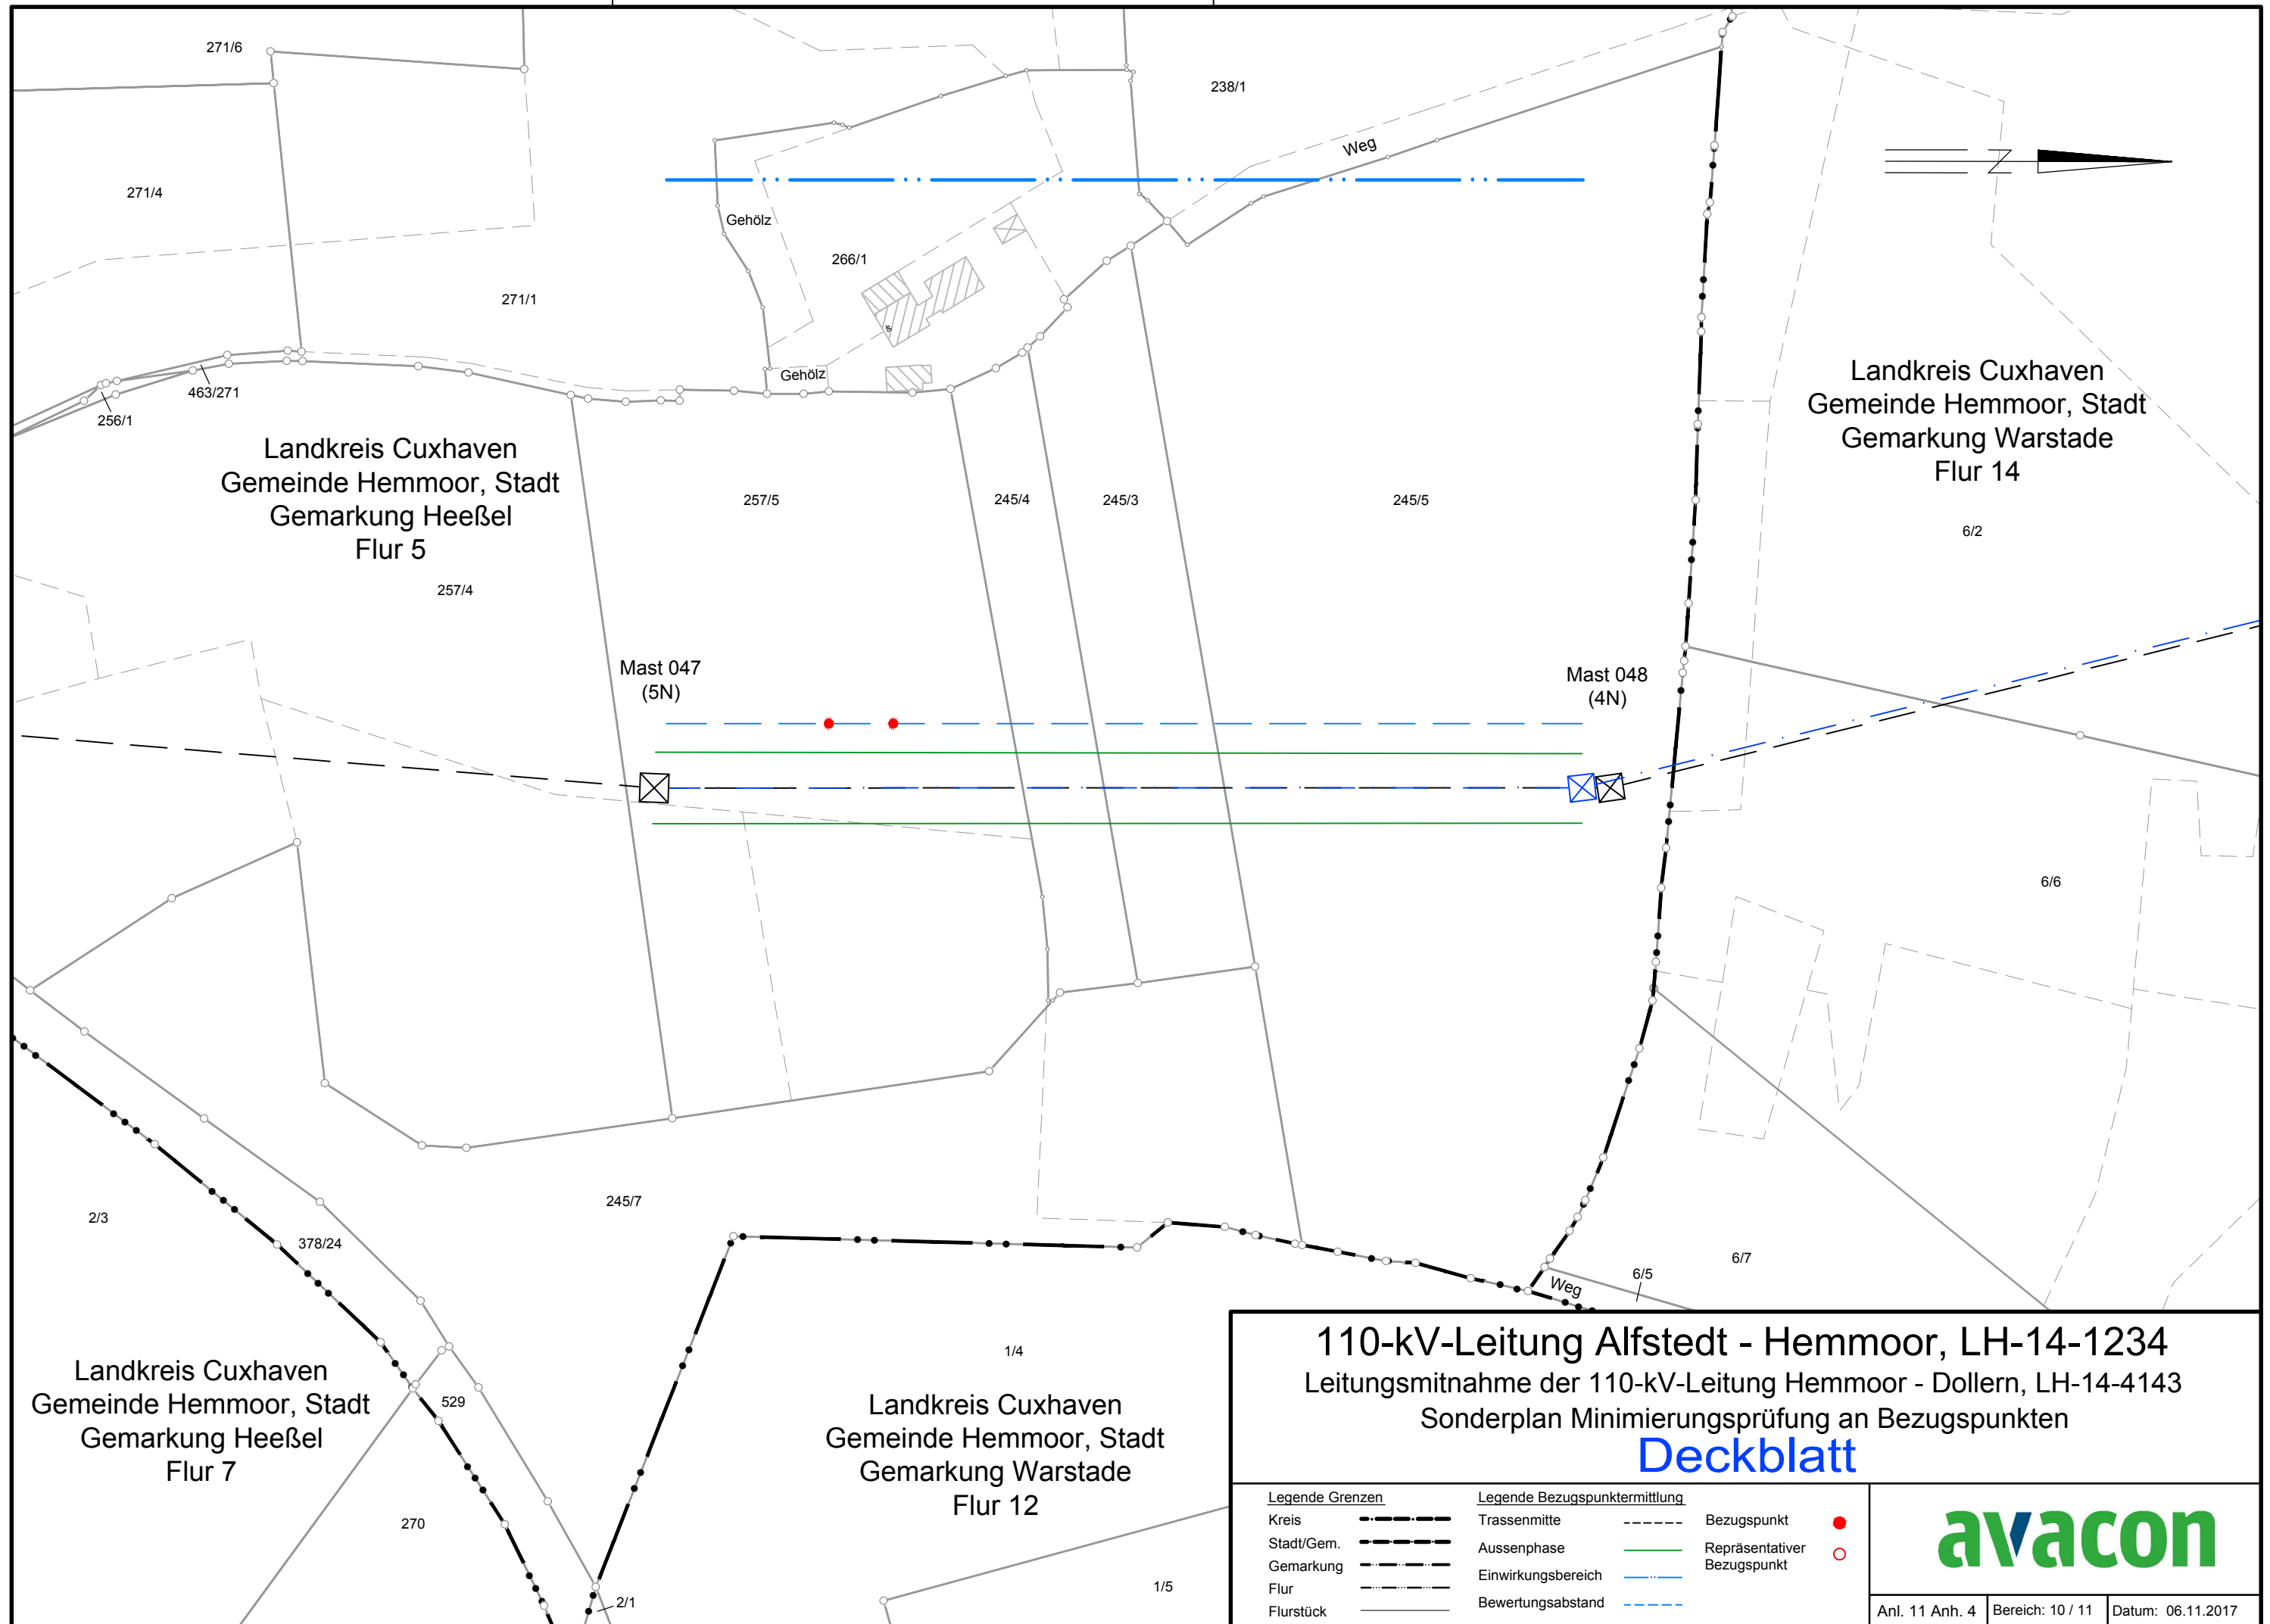 271/6
238/1
Weg
271/4
Gehölz
266/1
271/1
Gehölz
463/271
256/1
Landkreis Cuxhaven
Gemeinde Hemmoor, Stadt
Gemarkung Heeßel
Flur 5
Landkreis Cuxhaven
Gemeinde Hemmoor, Stadt
Gemarkung Warstade
Flur 14
257/5
245/4
245/3
245/5
6/2
257/4
Mast 047
(5N)
Mast 048
(4N)
6/6
2/3
245/7
378/24
6/7
6/5
Weg
1/4
Landkreis Cuxhaven
Gemeinde Hemmoor, Stadt
Gemarkung Heeßel
Flur 7
529
270
2/1
Landkreis Cuxhaven
Gemeinde Hemmoor, Stadt
Gemarkung Warstade
Flur 12
1/5
110-kV-Leitung Alfstedt - Hemmoor, LH-14-1234
Leitungsmitnahme der 110-kV-Leitung Hemmoor - Dollern, LH-14-4143
Sonderplan Minimierungsprüfung an Bezugspunkten
Deckblatt
Legende Grenzen
Kreis
Stadt/Gem.
Gemarkung
Flur
Flurstück
Legende Bezugspunktermittlung
Trassenmitte
Aussenphase
Einwirkungsbereich
Bewertungsabstand
Bezugspunkt
Repräsentativer
Bezugspunkt
avacon
Anl. 11 Anh. 4
Bereich: 10 / 11
Datum: 06.11.2017
N